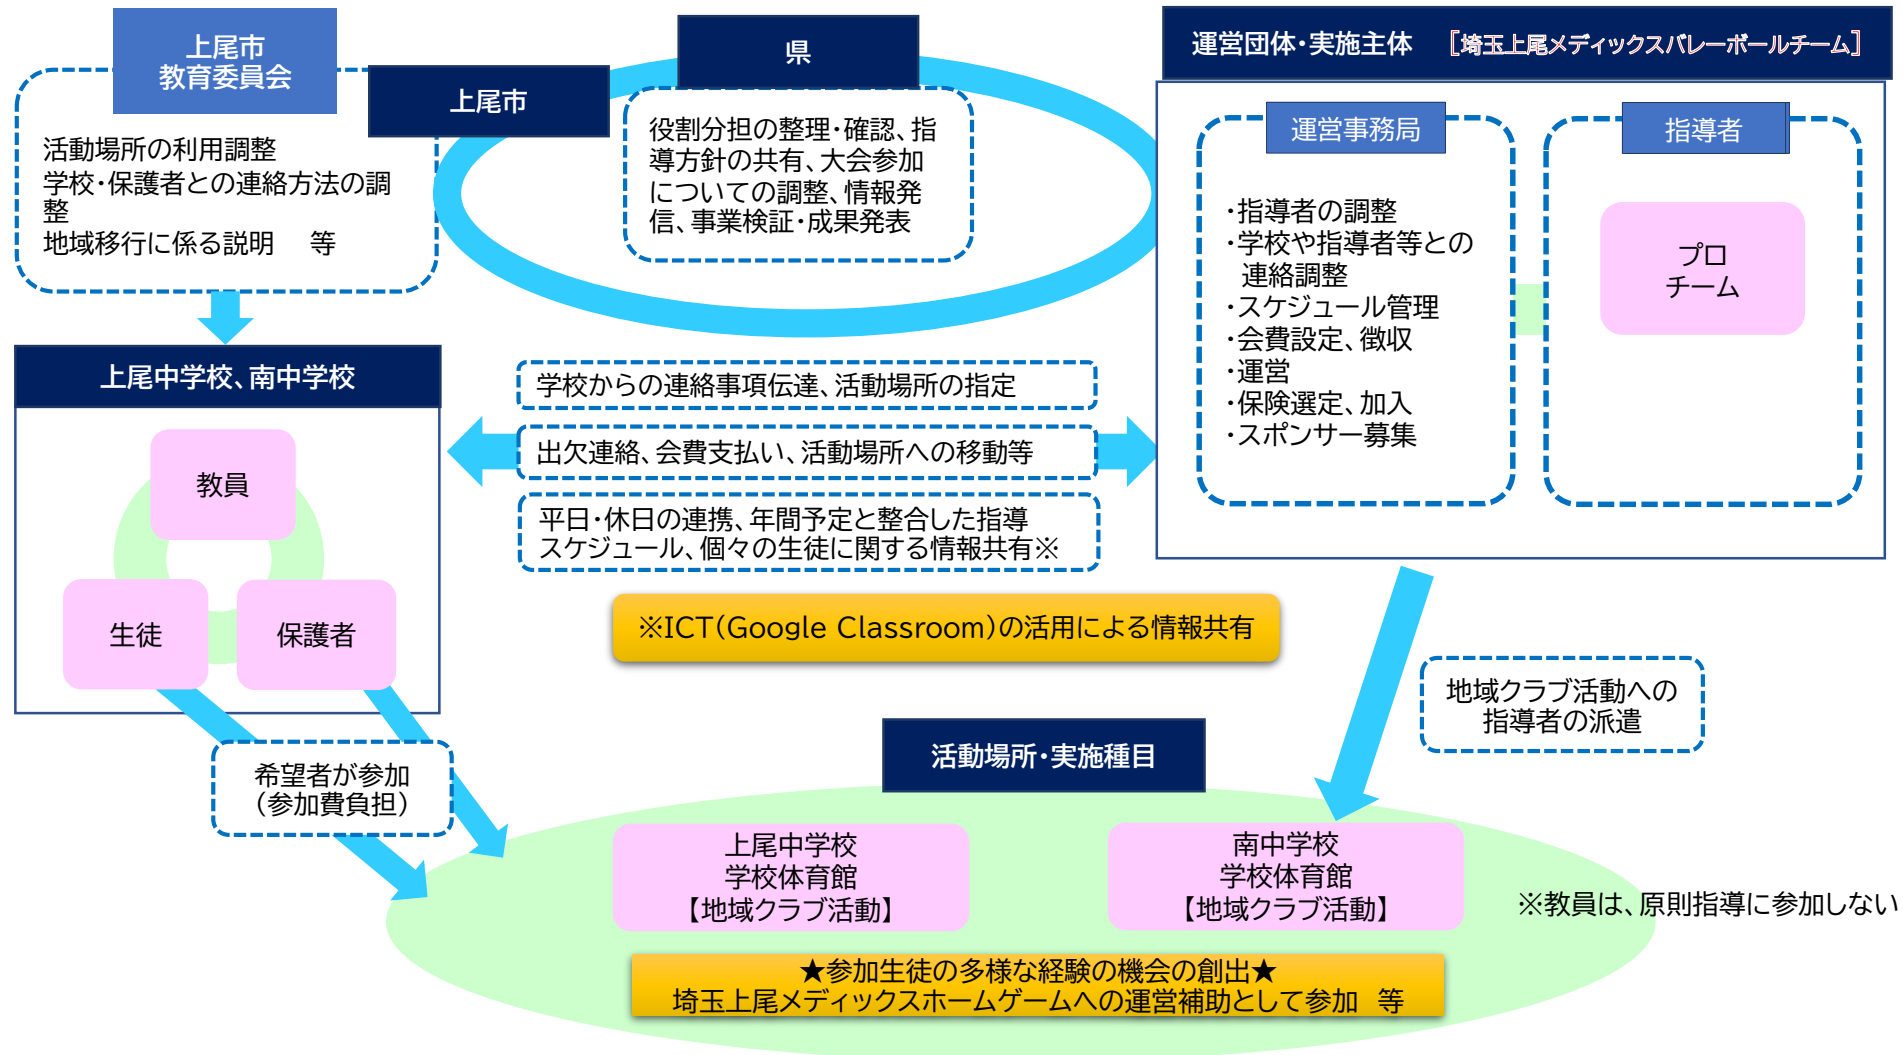 上尾市
教育委員会
活動場所の利用調整
学校・保護者との連絡方法の調
整
地域移行に係る説明　等
上尾市
県
役割分担の整理・確認、指
導方針の共有、大会参加
についての調整、情報発
信、事業検証・成果発表
運営団体・実施主体　[埼玉上尾メディックスバレーボールチーム]
運営事務局
・指導者の調整
・学校や指導者等との
連絡調整
・スケジュール管理
・会費設定、徴収
・運営
・保険選定、加入
・スポンサー募集
指導者
プロ
チーム
上尾中学校、南中学校
教員
生徒
保護者
学校からの連絡事項伝達、活動場所の指定
出欠連絡、会費支払い、活動場所への移動等
平日・休日の連携、年間予定と整合した指導
スケジュール、個々の生徒に関する情報共有※
※ICT(Google Classroom)の活用による情報共有
地域クラブ活動への
指導者の派遣
希望者が参加
(参加費負担)
活動場所・実施種目
上尾中学校
学校体育館
【地域クラブ活動】
南中学校
学校体育館
【地域クラブ活動】
※教員は、原則指導に参加しない
★参加生徒の多様な経験の機会の創出★
埼玉上尾メディックスホームゲームへの運営補助として参加　等